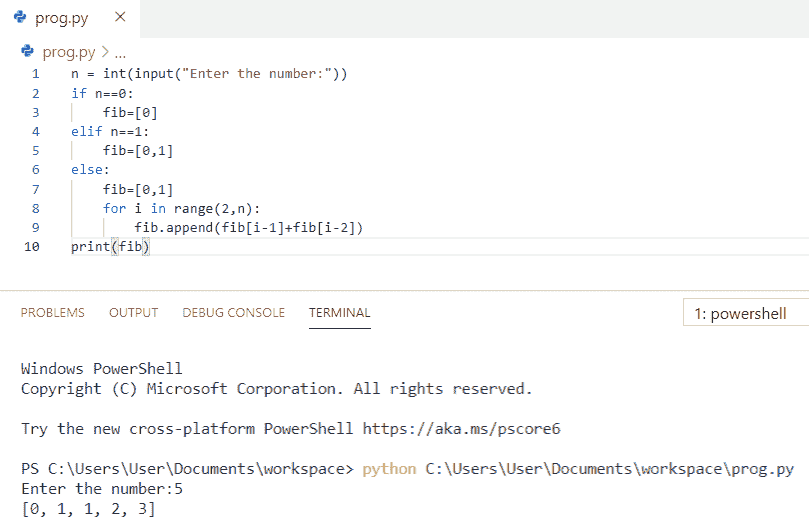 prog.py ×
prog.py > ...
1 n = int(input("Enter the number:"))
2 if n==0:
3     fib=[0]
4 elif n==1:
5     fib=[0,1]
6 else:
7     fib=[0,1]
8     for i in range(2,n):
9         fib.append(fib[i-1]+fib[i-2])
10 print(fib)
PROBLEMS OUTPUT DEBUG CONSOLE TERMINAL 1: powershell
Windows PowerShell
Copyright (C) Microsoft Corporation. All rights reserved.
Try the new cross-platform PowerShell https://aka.ms/pscore6
PS C:\Users\User\Documents\workspace> python C:\Users\User\Documents\workspace\prog.py
Enter the number:5
[0, 1, 1, 2, 3]